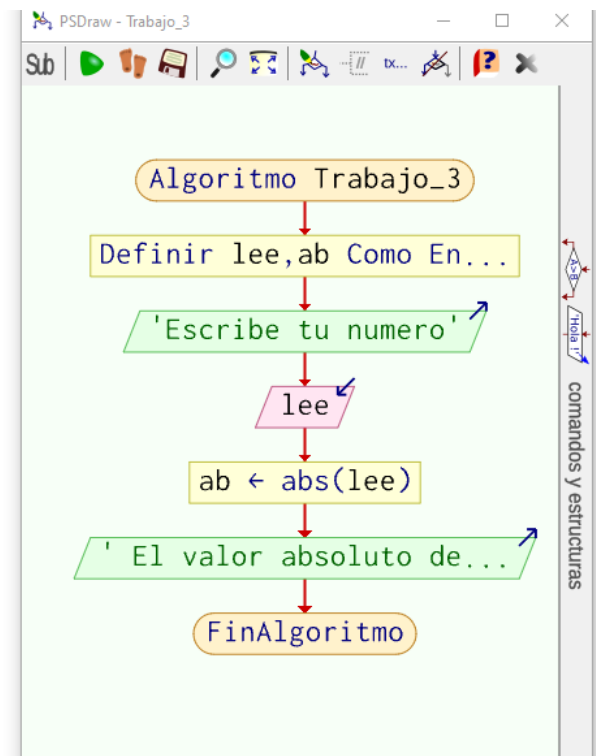 PSDraw - Trabajo_3
Sub
tx...
Algoritmo Trabajo_3
Definir lee,ab Como En...
'Escribe tu numero'
lee
ab ← abs(lee)
' El valor absoluto de...
FinAlgoritmo
A>B
'Hola !'
comandos y estructuras